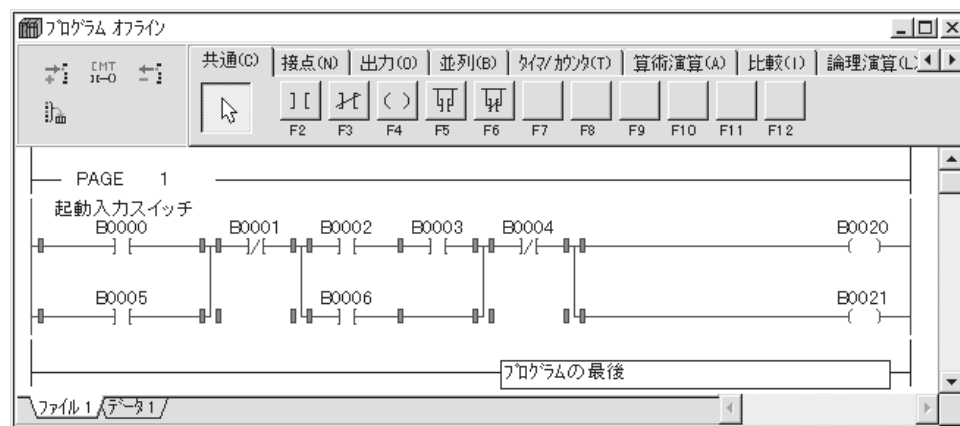 プログラム オフライン
CMT
共通(C) 接点(N) 出力(O) 並列(B) タイマ/カウンタ(T) 算術演算(A) 比較(I) 論理演算(L)
F2 F3 F4 F5 F6 F7 F8 F9 F10 F11 F12
PAGE 1
起動入力スイッチ
B0000 B0001 B0002 B0003 B0004 B0020
B0005 B0006 B0021
プログラムの最後
ファイル 1 データ 1